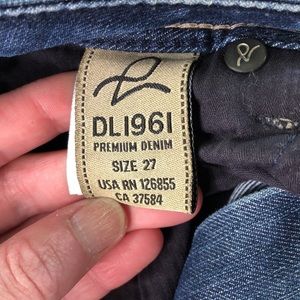 DL1961
PREMIUM DENIM
SIZE 27
USA RN 126855
CA 37584